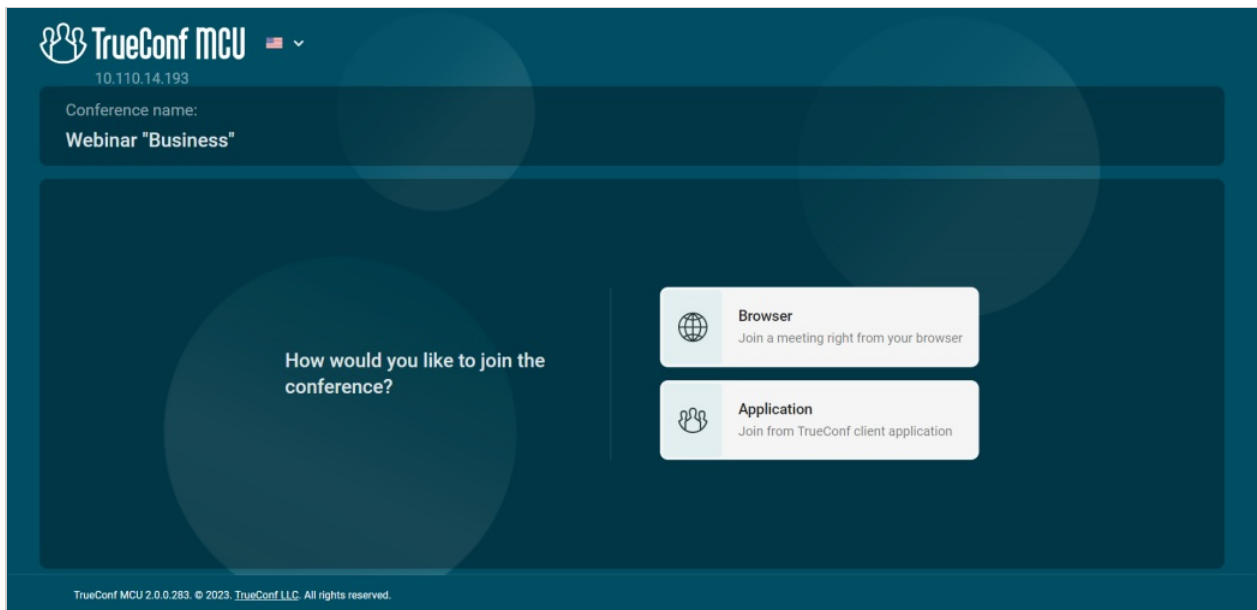 TrueConf MCU
10.110.14.193
Conference name:
Webinar "Business"
How would you like to join the
conference?
Browser
Join a meeting right from your browser
Application
Join from TrueConf client application
TrueConf MCU 2.0.0.283. © 2023. TrueConf LLC. All rights reserved.